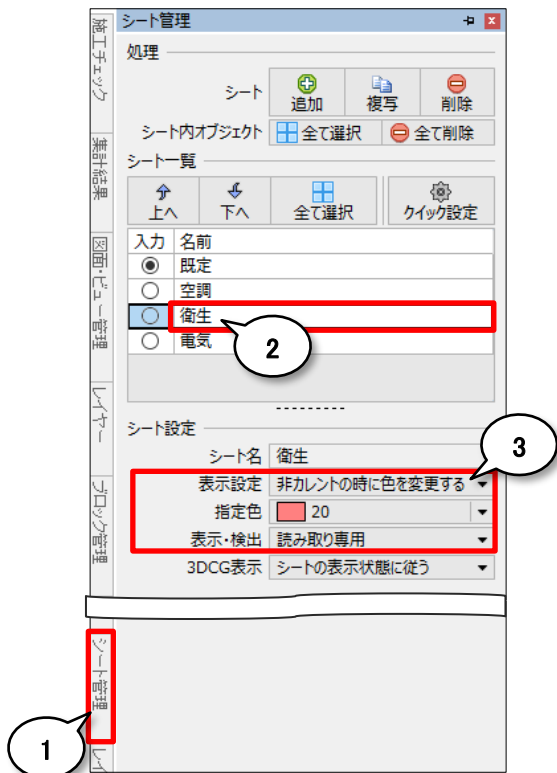 シート管理
処理
シート 追加 複写 削除
シート内オブジェクト 全て選択 全て削除
シート一覧
上へ 下へ 全て選択 クイック設定
入力 名前
既定
空調
衛生
電気
2
シート設定
シート名 衛生
3
表示設定 非カレントの時に色を変更する
指定色 20
表示・検出 読み取り専用
3DCG表示 シートの表示状態に従う
施工チェック
集計結果
図面・ビュー管理
レイヤー
ブロック管理
シート管理
レイ
1